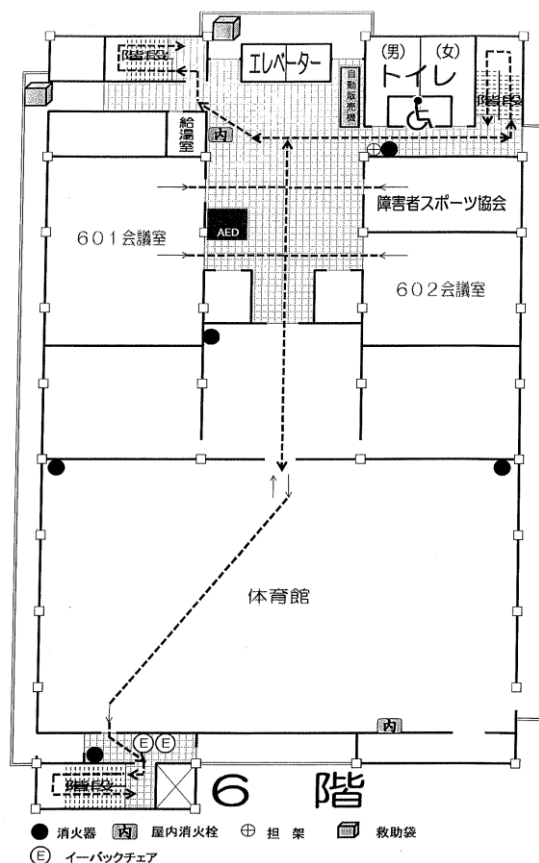 階段
エレベーター
自動販売機
(男) (女)
トイレ
階段
給湯室
内
障害者スポーツ協会
AED
601会議室
602会議室
体育館
内
E E
階段
6 階
消火器 内 屋内消火栓 担架 救助袋
E イーバックチェア